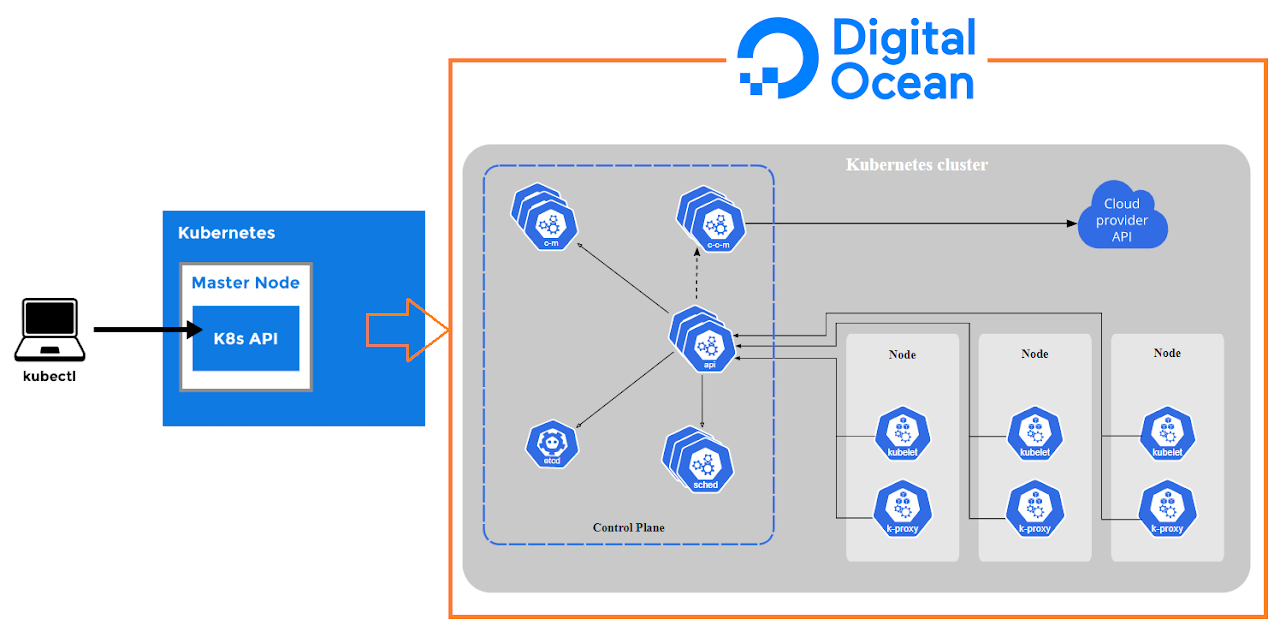 Digital
Ocean
Kubernetes cluster
Kubernetes
Master Node
K8s API
kubectl
c-m
c-c-m
Cloud
provider
API
api
etcd
sched
Control Plane
Node
kubelet
k-proxy
Node
kubelet
k-proxy
Node
kubelet
k-proxy